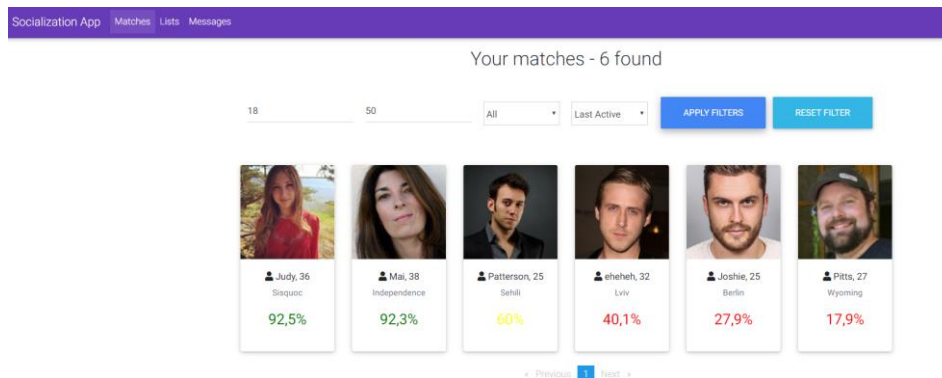 Socialization App Matches Lists Messages
Your matches - 6 found
18 50 All Last Active APPLY FILTERS RESET FILTER
Judy, 36 Mai, 38 Patterson, 25 eheheh, 32 Joshie, 25 Pitts, 27
Sisquoc Independence Sehili Lviv Berlin Wyoming
92,5% 92,3% 60% 40,1% 27,9% 17,9%
« Previous 1 Next »